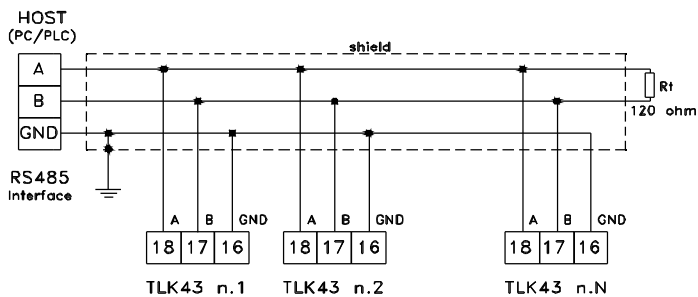 HOST
(PC/PLC)
shield
A
B
GND
Rt
120 ohm
RS485
Interface
A B GND
18 17 16
TLK43 n.1
A B GND
18 17 16
TLK43 n.2
A B GND
18 17 16
TLK43 n.N